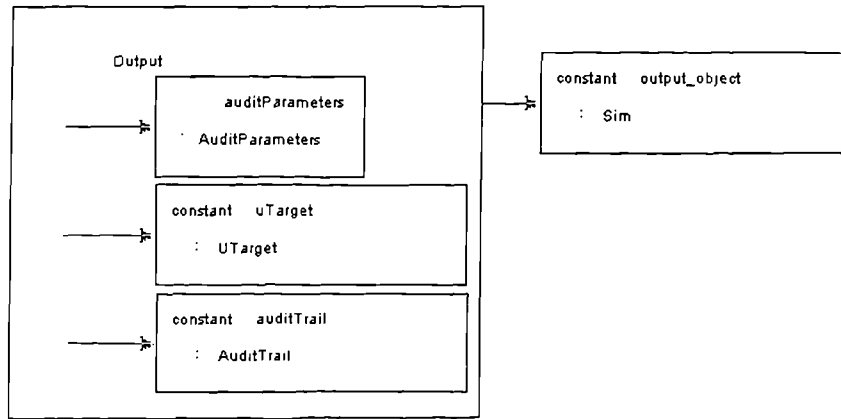 Output
auditParameters
: AuditParameters
constant uTarget
: UTarget
constant auditTrail
: AuditTrail
constant output_object
: Sim